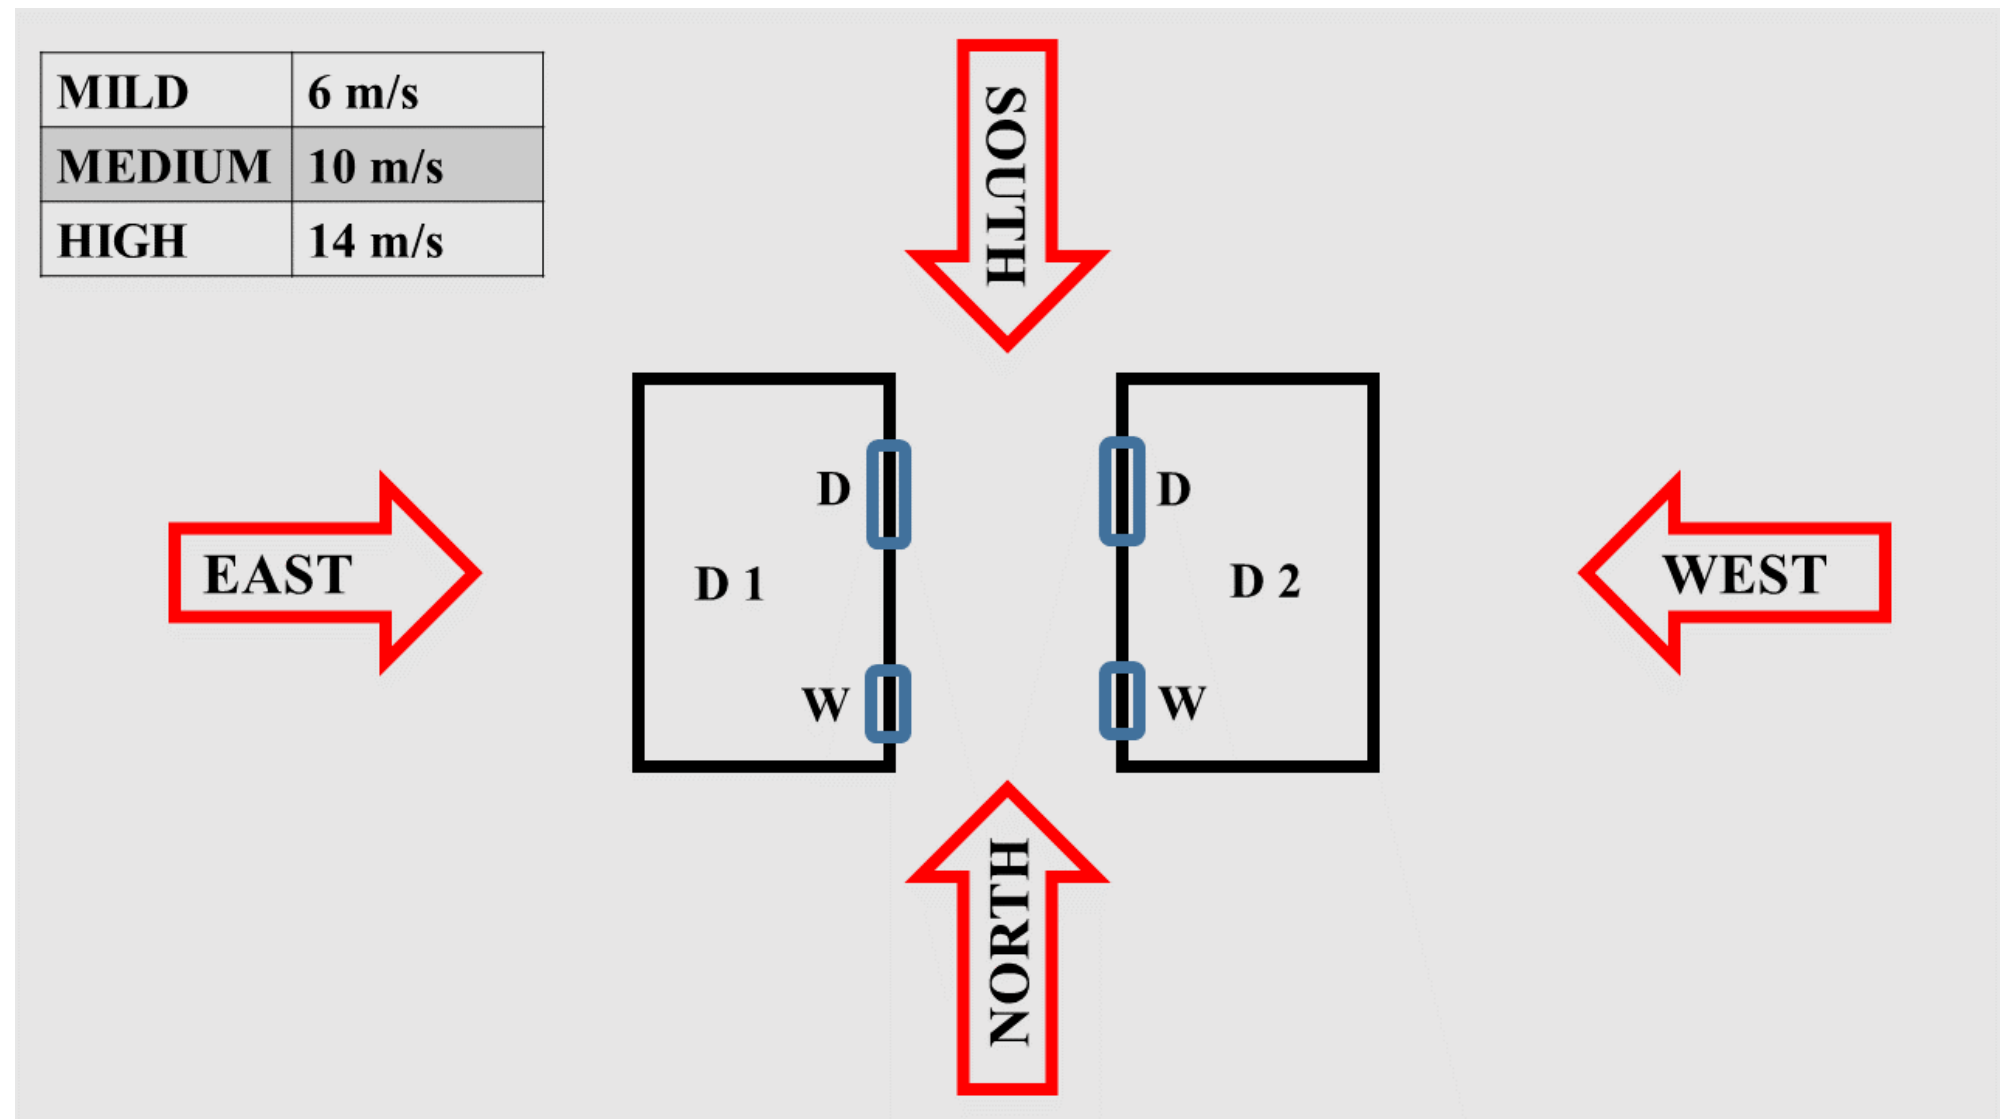 MILD 6 m/s
MEDIUM 10 m/s
HIGH 14 m/s
SOUTH
D D
EAST D 1 D 2 WEST
W W
NORTH